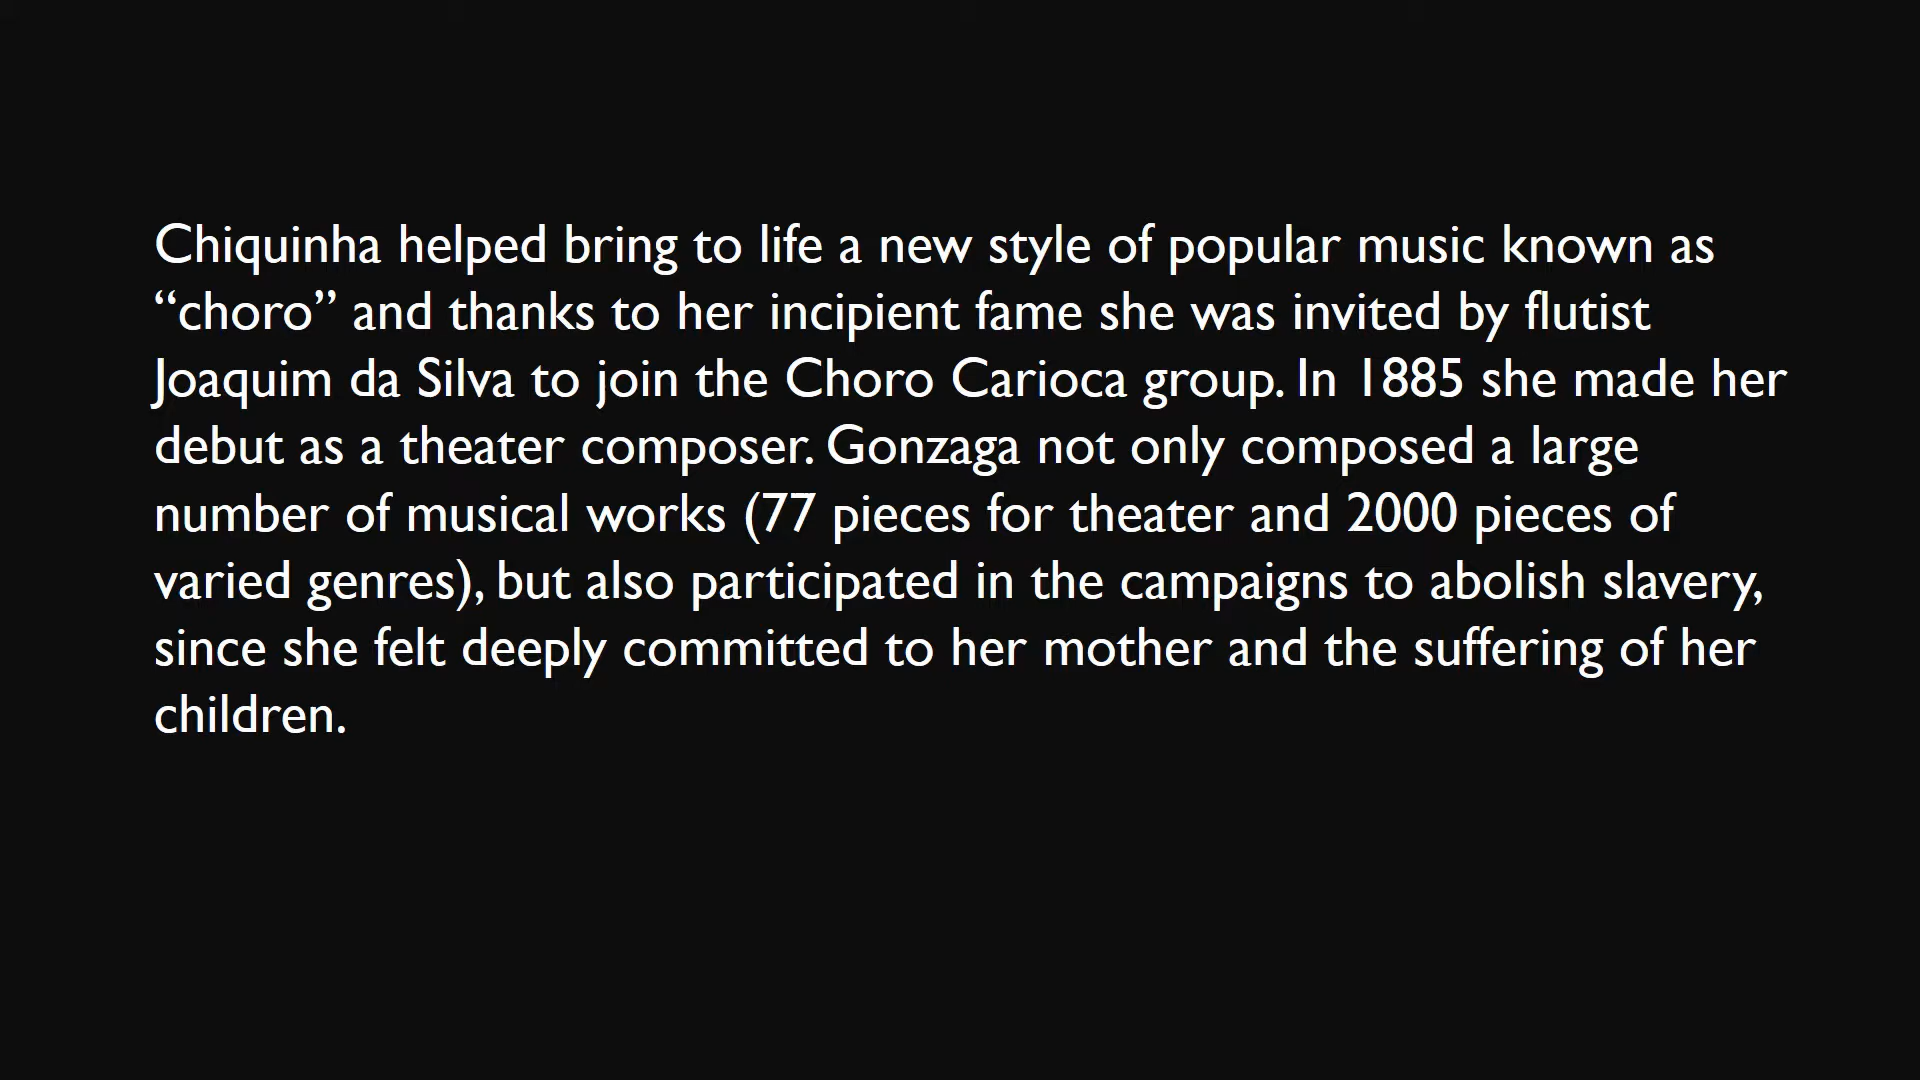 Chiquinha helped bring to life a new style of popular music known as
“choro” and thanks to her incipient fame she was invited by flutist
Joaquim da Silva to join the Choro Carioca group. In 1885 she made her
debut as a theater composer. Gonzaga not only composed a large
number of musical works (77 pieces for theater and 2000 pieces of
varied genres), but also participated in the campaigns to abolish slavery,
since she felt deeply committed to her mother and the suffering of her
children.